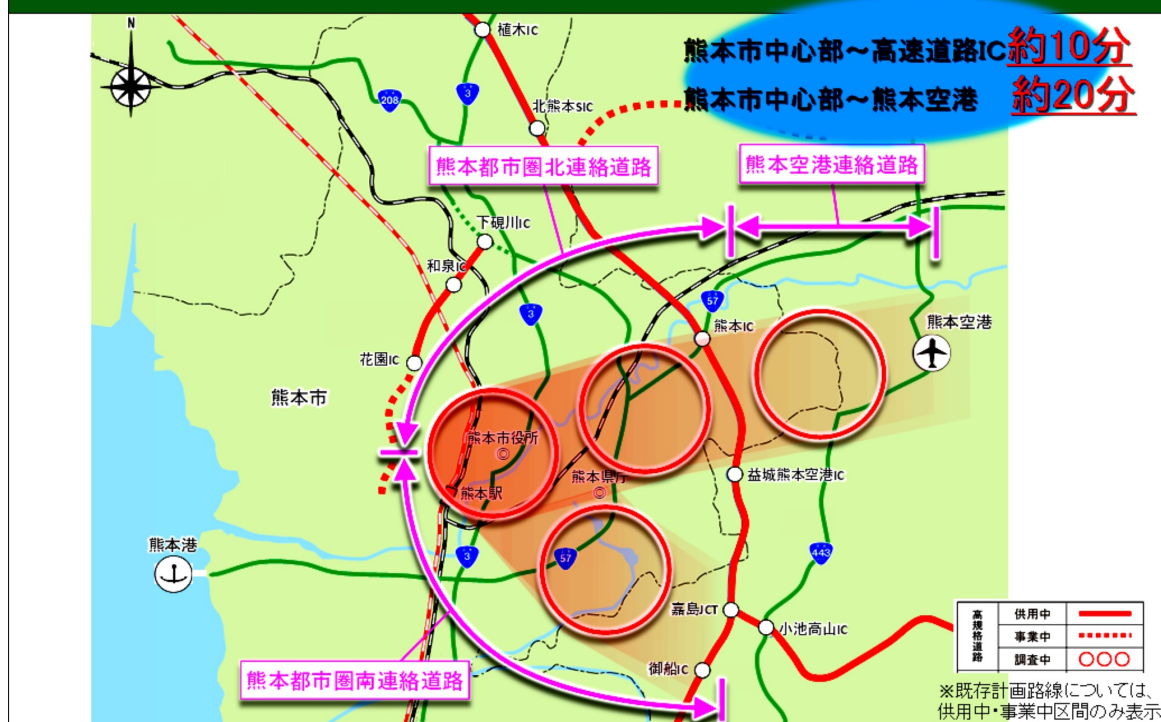 N
植木IC
熊本市中心部～高速道路IC約10分
熊本市中心部～熊本空港 約20分
208
3
北熊本SIC
熊本都市圏北連絡道路
熊本空港連絡道路
下硯川IC
和泉IC
57
3
熊本IC
熊本空港
花園IC
熊本市
熊本市役所
熊本県庁
益城熊本空港IC
熊本駅
熊本港
3
57
443
嘉島JCT
小池高山IC
御船IC
熊本都市圏南連絡道路
高規格道路
供用中
事業中
調査中
※既存計画路線については、
供用中・事業中区間のみ表示